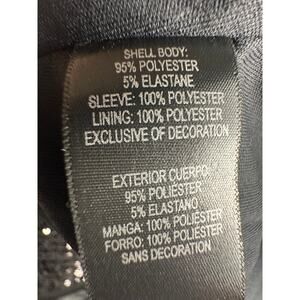 SHELL BODY:
95% POLYESTER
5% ELASTANE
SLEEVE: 100% POLYESTER
LINING: 100% POLYESTER
EXCLUSIVE OF DECORATION
EXTERIOR CUERPO:
95% POLIÉSTER
5% ELASTANO
MANGA: 100% POLIÉSTER
FORRO: 100% POLIÉSTER
SANS DECORATION